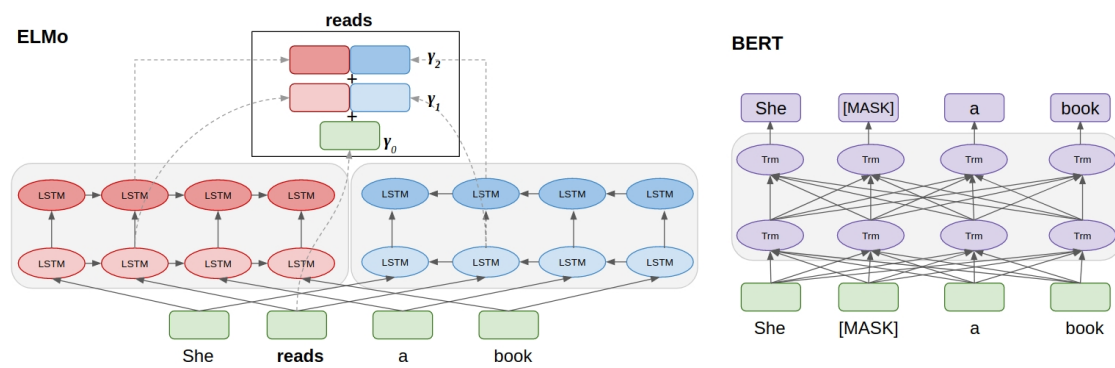 reads
ELMo
γ2
+
γ1
+
γ0
LSTM LSTM LSTM LSTM LSTM LSTM LSTM LSTM
LSTM LSTM LSTM LSTM LSTM LSTM LSTM LSTM
She reads a book
BERT
She [MASK] a book
Trm Trm Trm Trm
Trm Trm Trm Trm
She [MASK] a book